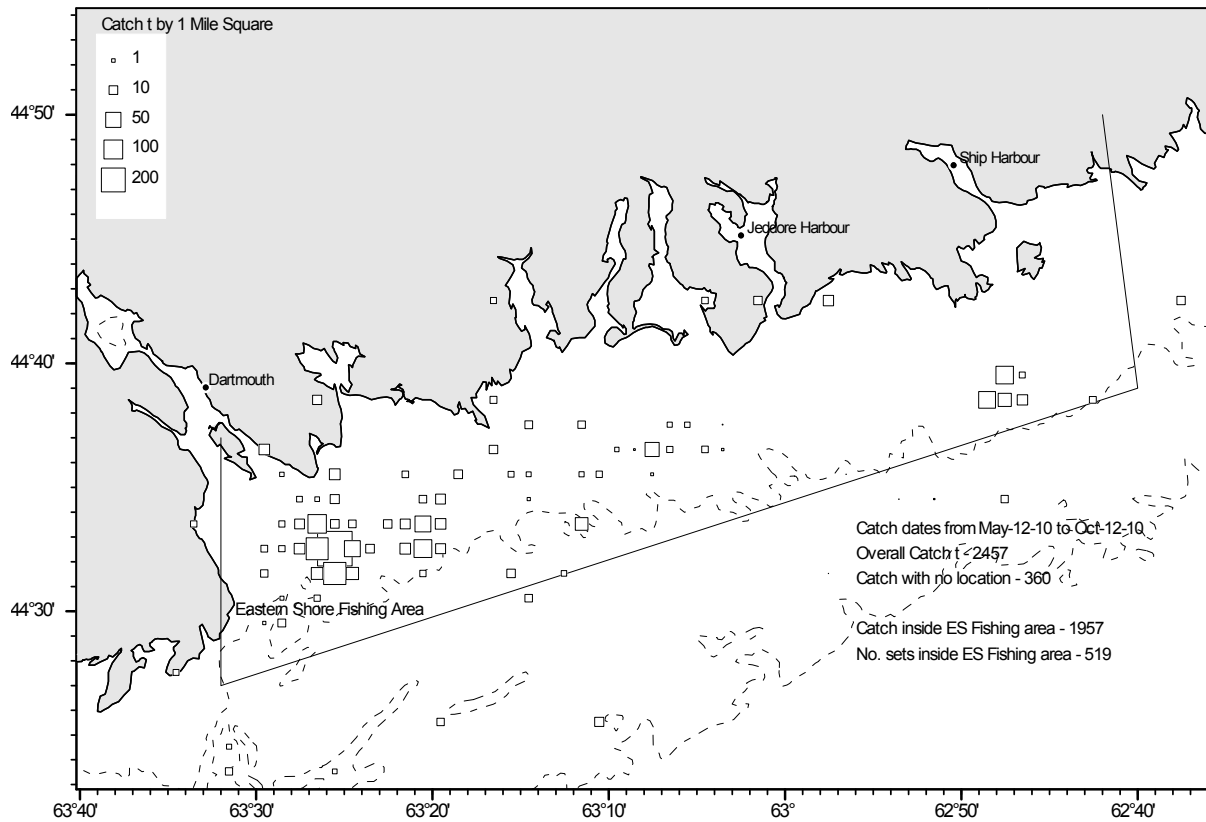 Catch t by 1 Mile Square
1
10
50
100
200
44°50'
44°40'
44°30'
Ship Harbour
Jeddore Harbour
Dartmouth
Catch dates from May-12-10 to Oct-12-10
Overall Catch t - 2457
Catch with no location - 360
Eastern Shore Fishing Area
Catch inside ES Fishing area - 1957
No. sets inside ES Fishing area - 519
63°40'
63°30'
63°20'
63°10'
63°
62°50'
62°40'